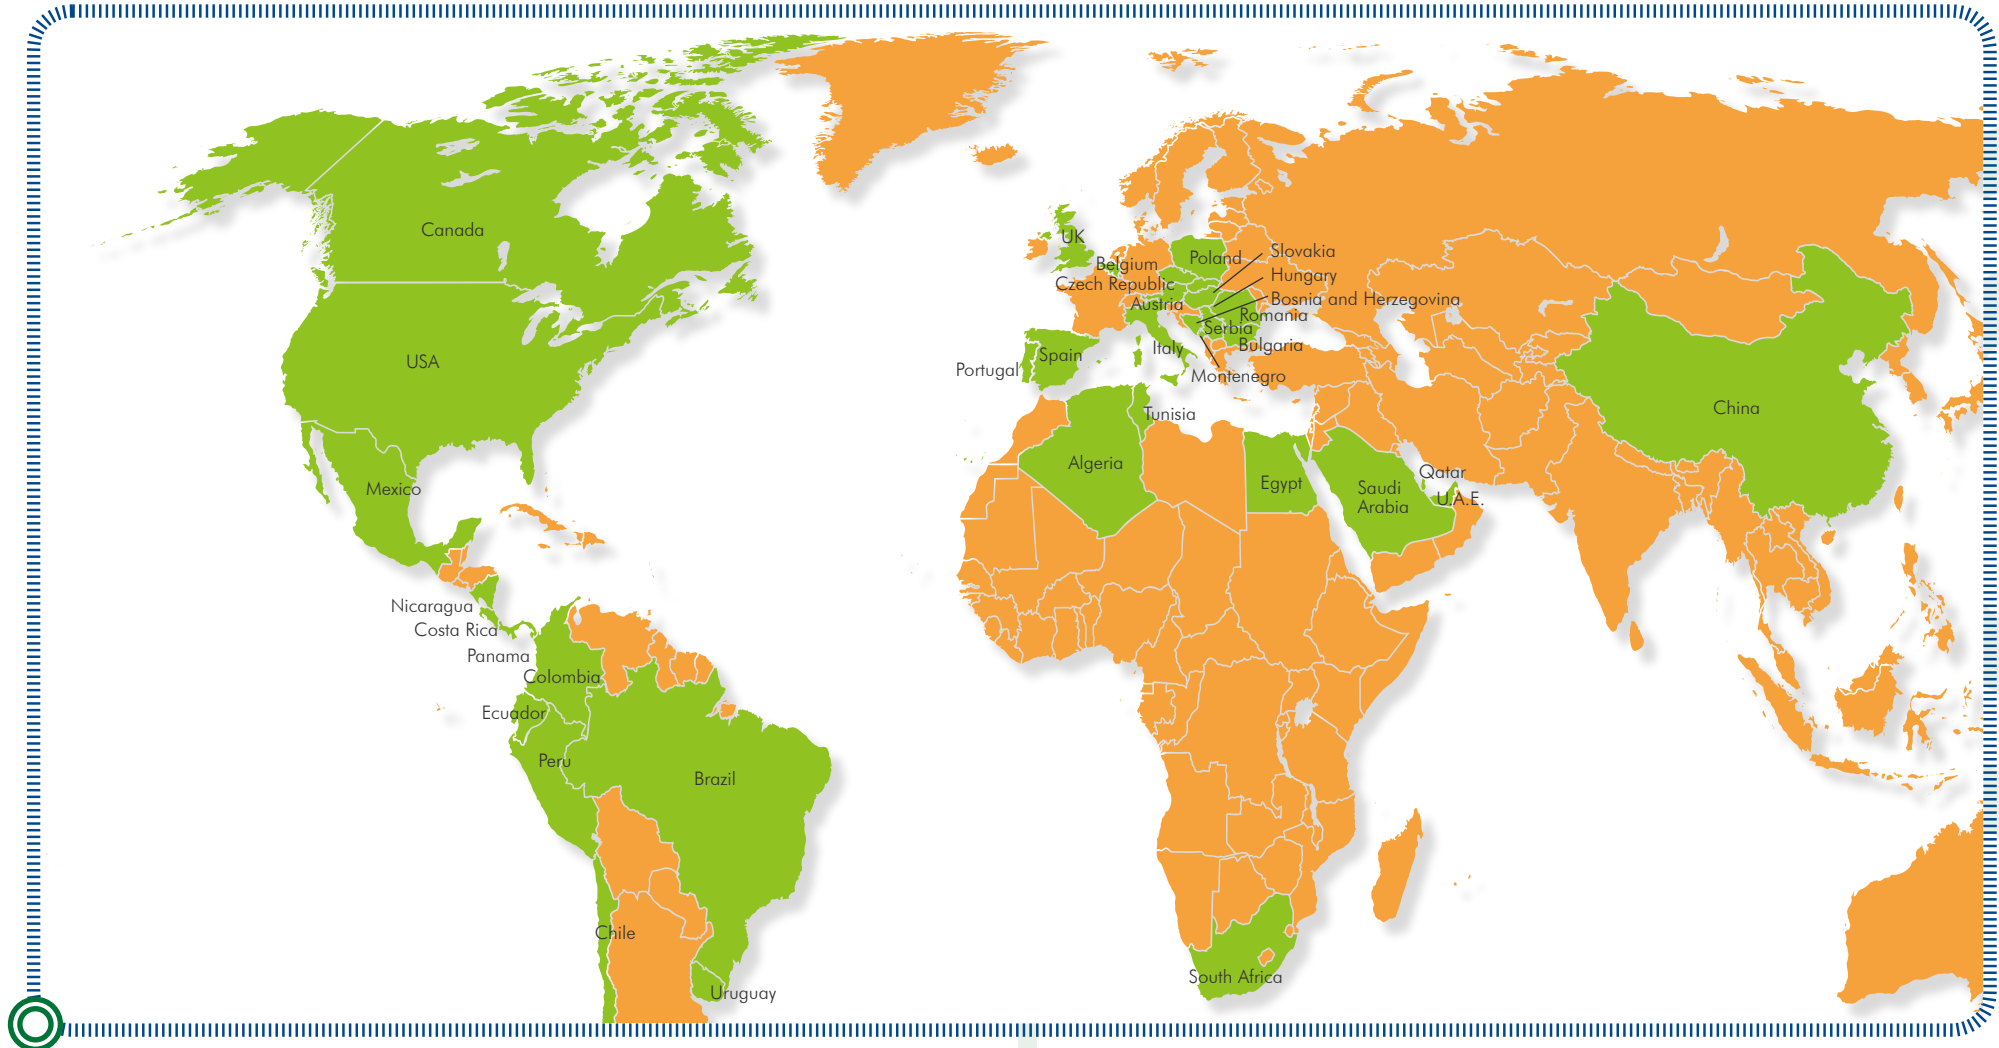 Canada
USA
Mexico
Nicaragua
Costa Rica
Panama
Colombia
Ecuador
Peru
Brazil
Chile
Uruguay
UK
Belgium
Czech Republic
Austria
Poland
Slovakia
Hungary
Bosnia and Herzegovina
Romania
Serbia
Bulgaria
Montenegro
Italy
Spain
Portugal
Tunisia
Algeria
Egypt
Saudi
Arabia
Qatar
U.A.E.
China
South Africa